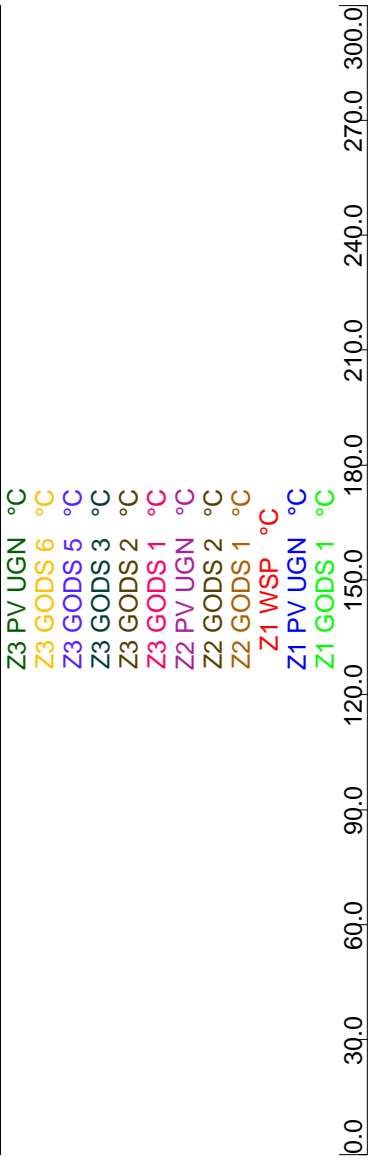 Z3 PV UGN °C
Z3 GODS 6 °C
Z3 GODS 5 °C
Z3 GODS 3 °C
Z3 GODS 2 °C
Z3 GODS 1 °C
Z2 PV UGN °C
Z2 GODS 2 °C
Z2 GODS 1 °C
Z1 WSP °C
Z1 PV UGN °C
Z1 GODS 1 °C
0.0 30.0 60.0 90.0 120.0 150.0 180.0 210.0 240.0 270.0 300.0